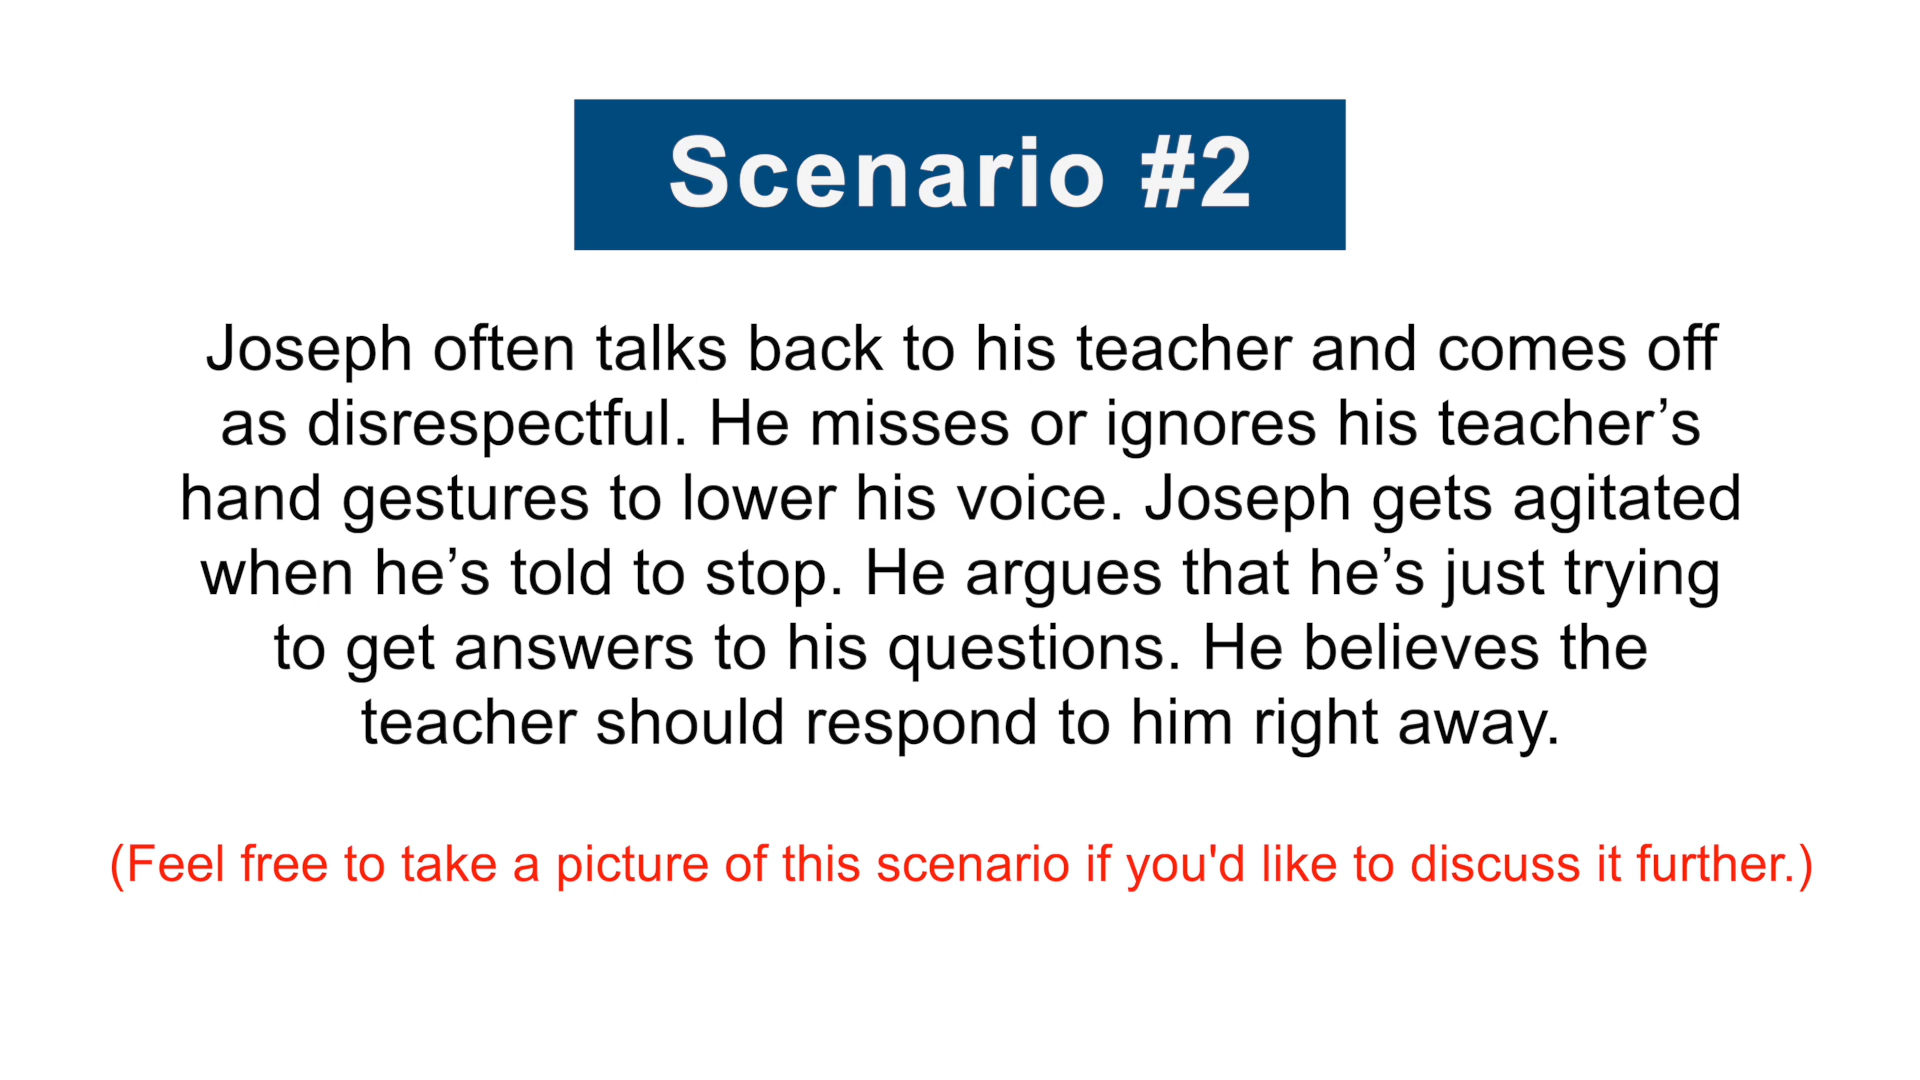 Scenario #2
Joseph often talks back to his teacher and comes off
as disrespectful. He misses or ignores his teacher’s
hand gestures to lower his voice. Joseph gets agitated
when he’s told to stop. He argues that he’s just trying
to get answers to his questions. He believes the
teacher should respond to him right away.
(Feel free to take a picture of this scenario if you'd like to discuss it further.)